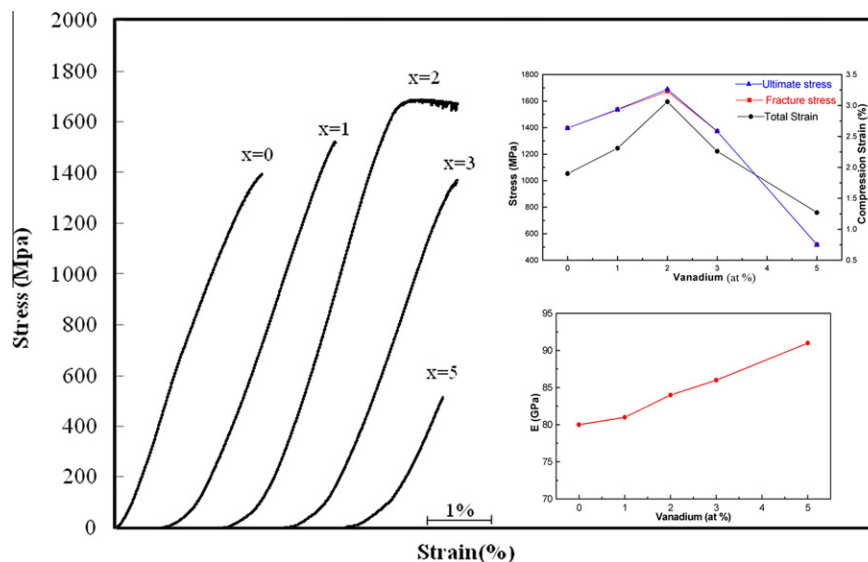 2000
1800
1600
1400
1200
1000
800
600
400
200
0
Stress (Mpa)
Strain(%)
x=0
x=1
x=2
x=3
x=5
1%
1800
1600
1400
1200
1000
800
600
400
Stress (MPa)
3.5
3.0
2.5
2.0
1.5
1.0
0.5
Compression Strain (%)
Ultimate stress
Fracture stress
Total Strain
0 1 2 3 4 5
Vanadium (at %)
95
90
85
80
75
70
E (GPa)
0 1 2 3 4 5
Vanadium (at %)